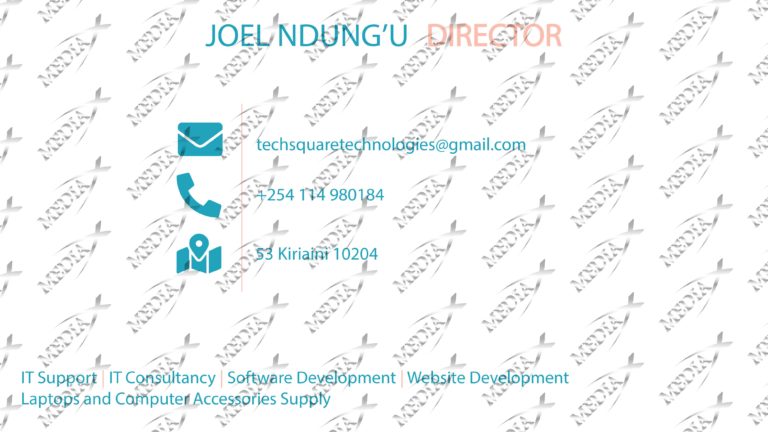 JOEL NDUNG’U DIRECTOR
techsquaretechnologies@gmail.com
+254 114 980184
53 Kiriaini 10204
IT Support | IT Consultancy | Software Development | Website Development
Laptops and Computer Accessories Supply
MEDIA